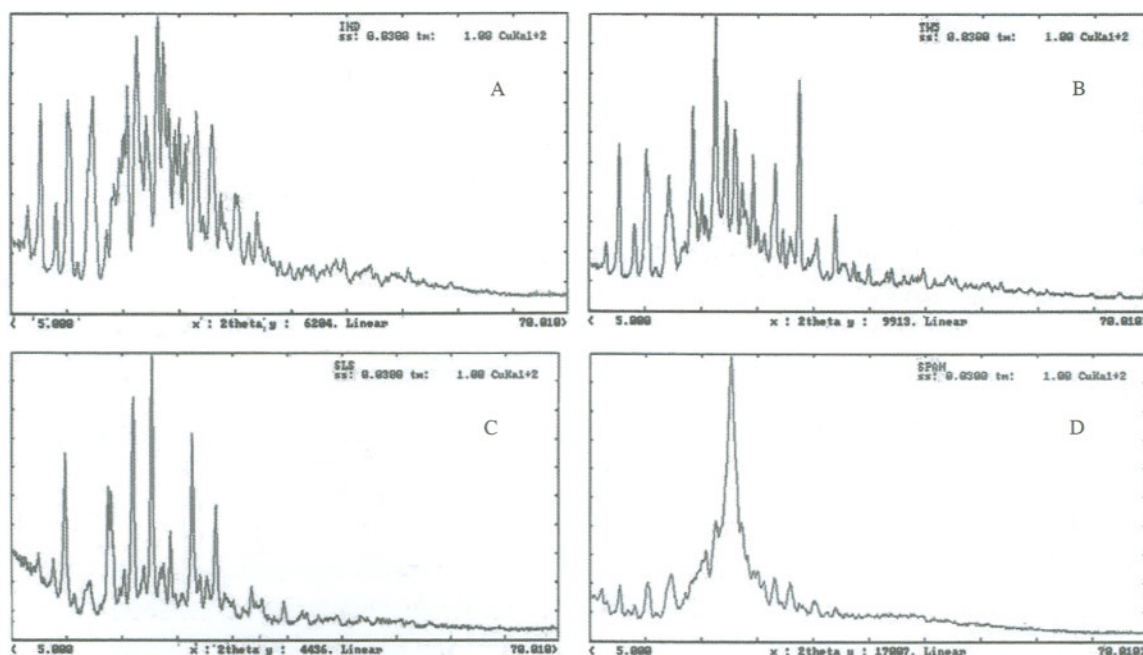 IND
ss: 0.0300 tm: 1.00 CuKa1+2
A
< 5.000 x : 2theta y : 6204. Linear 70.010>
TWS
ss: 0.0300 tm: 1.00 CuKa1+2
B
< 5.000 x : 2theta y : 9913. Linear 70.010>
SLS
ss: 0.0300 tm: 1.00 CuKa1+2
C
< 5.000 x : 2theta y : 4436. Linear 70.010>
ss: 0.0300 tm: 1.00 CuKa1+2
D
< 5.000 x : 2theta y : 17007. Linear 70.010>